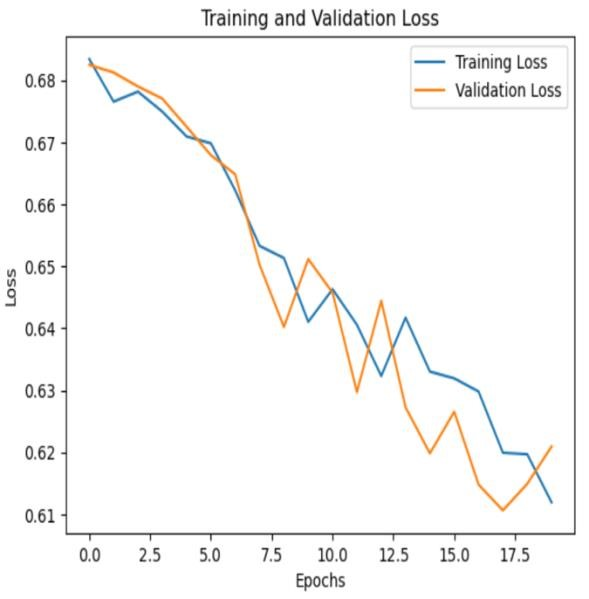 Training and Validation Loss
Training Loss
Validation Loss
0.68
0.67
0.66
0.65
0.64
0.63
0.62
0.61
Loss
0.0 2.5 5.0 7.5 10.0 12.5 15.0 17.5
Epochs